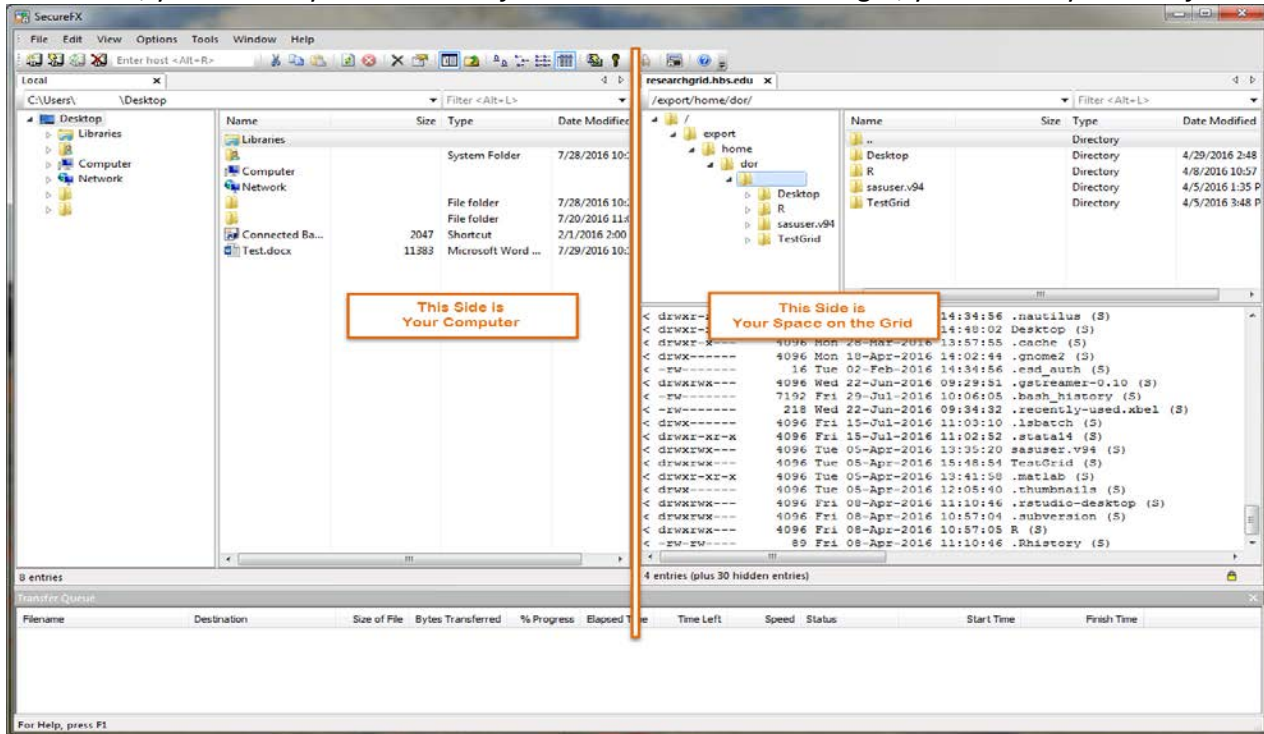 SecureFX
File Edit View Options Tools Window Help
Enter host <Alt+R>
Local x
C:\Users\ \Desktop
Filter <Alt+L>
Desktop
Libraries
Computer
Network
Name Size Type Date Modified
Libraries
System Folder 7/28/2016 10:
Computer
Network
File folder 7/28/2016 10:
File folder 7/20/2016 11:
Connected Ba... 2047 Shortcut 2/1/2016 2:00
Test.docx 11383 Microsoft Word ... 7/29/2016 10:
This Side is
Your Computer
8 entries
researchgrid.hbs.edu x
/export/home/dor/
Filter <Alt+L>
/
export
home
dor
Desktop
R
sasuser.v94
TestGrid
Name Size Type Date Modified
.. Directory
Desktop Directory 4/29/2016 2:48
R Directory 4/8/2016 10:57
sasuser.v94 Directory 4/5/2016 1:35 P
TestGrid Directory 4/5/2016 3:48 P
This Side is
Your Space on the Grid
< drwxr- 14:34:56 .nautilus (S)
< drwxr- 14:48:02 Desktop (S)
< drwxr-x--- 4096 Mon 28-Mar-2016 13:57:55 .cache (S)
< drwx------ 4096 Mon 18-Apr-2016 14:02:44 .gnome2 (S)
< -rw------- 16 Tue 02-Feb-2016 14:34:56 .esd_auth (S)
< drwxrwx--- 4096 Wed 22-Jun-2016 09:29:51 .gstreamer-0.10 (S)
< -rw------- 7192 Fri 29-Jul-2016 10:06:05 .bash_history (S)
< -rw------- 218 Wed 22-Jun-2016 09:34:32 .recently-used.xbel (S)
< drwx------ 4096 Fri 15-Jul-2016 11:03:10 .lsbatch (S)
< drwxr-xr-x 4096 Fri 15-Jul-2016 11:02:52 .stata14 (S)
< drwxrwx--- 4096 Tue 05-Apr-2016 13:35:20 sasuser.v94 (S)
< drwxrwx--- 4096 Tue 05-Apr-2016 15:48:54 TestGrid (S)
< drwxr-xr-x 4096 Tue 05-Apr-2016 13:41:58 .matlab (S)
< drwx------ 4096 Tue 05-Apr-2016 12:05:40 .thumbnails (S)
< drwxrwx--- 4096 Fri 08-Apr-2016 11:10:46 .rstudio-desktop (S)
< drwxrwx--- 4096 Fri 08-Apr-2016 10:57:04 .subversion (S)
< drwxrwx--- 4096 Fri 08-Apr-2016 10:57:05 R (S)
< -rw-rw---- 89 Fri 08-Apr-2016 11:10:46 .Rhistory (S)
4 entries (plus 30 hidden entries)
Transfer Queue
Filename Destination Size of File Bytes Transferred % Progress Elapsed Time Time Left Speed Status Start Time Finish Time
For Help, press F1